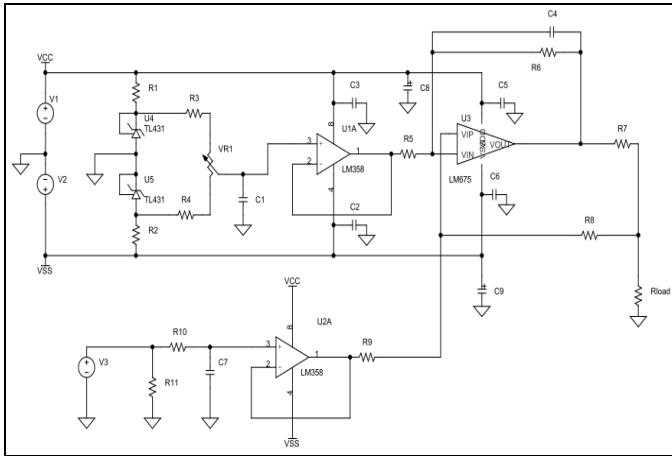 C4
R6
VCC
R1
V1
U4
TL431
R3
VR1
C3
C8
C5
U3
8
U1A
3
2
1
LM358
4
R5
VIP
VIN
VOUT
LM675
R7
V2
U5
TL431
R4
C1
C2
C6
R8
R2
VSS
C9
Rload
VCC
U2A
8
R10
3
2
1
LM358
R9
V3
C7
R11
4
VSS